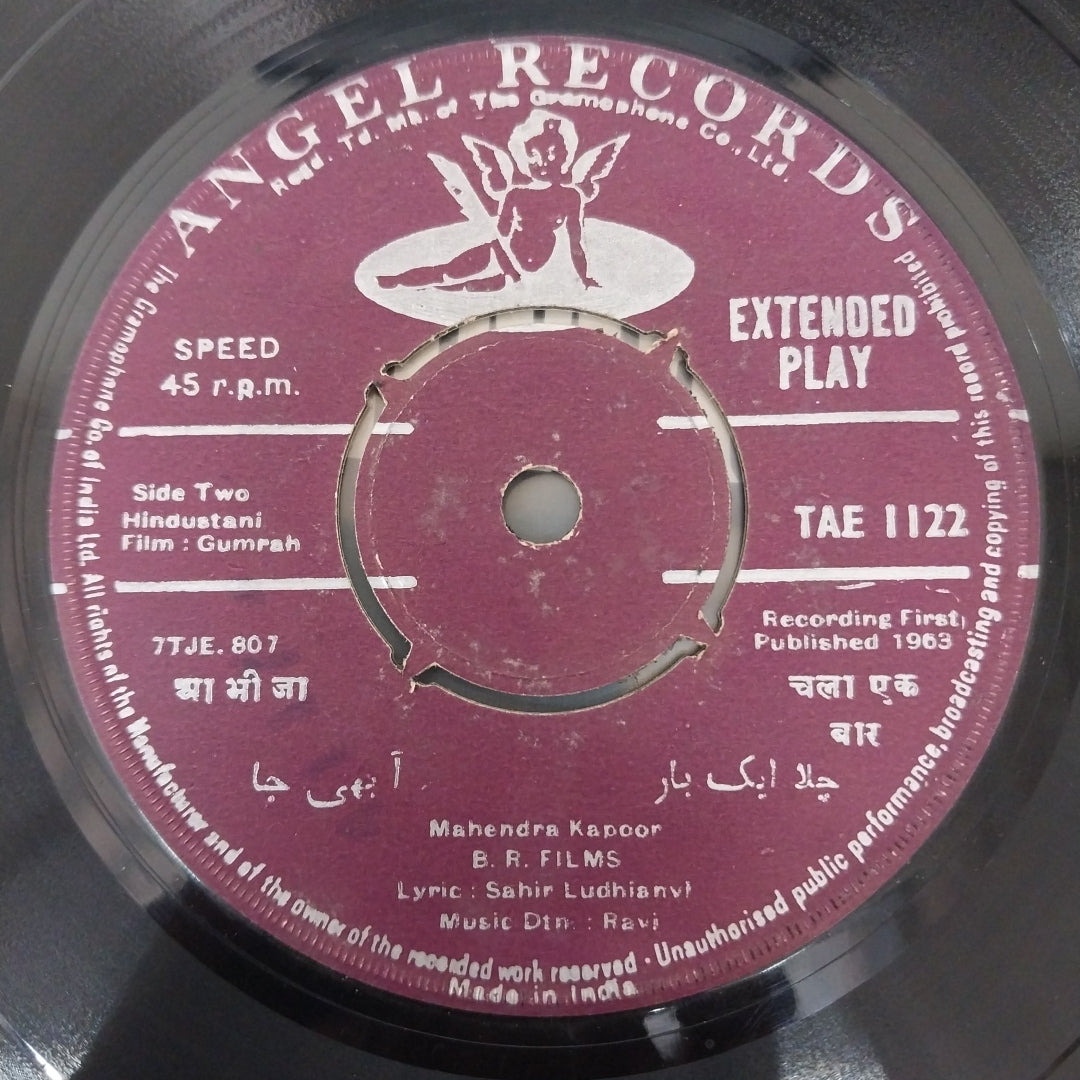 ANGEL RECORDS
Regd. Td. Mk. of The Gramophone Co., Ltd.
SPEED
45 r.p.m.
EXTENDED
PLAY
Side Two
Hindustani
Film : Gumrah
TAE 1122
7TJE. 807
Recording First
Published 1963
आ भी जा
चला एक
बार
آ بھی جا
چلا ایک بار
Mahendra Kapoor
B. R. FILMS
Lyric : Sahir Ludhianvi
Music Dtn. : Ravi
The Gramophone Co. of India Ltd. All rights of the Manufacturer and of the owner of the recorded work reserved · Unauthorised public performance, broadcasting and copying of this record prohibited
Made in India